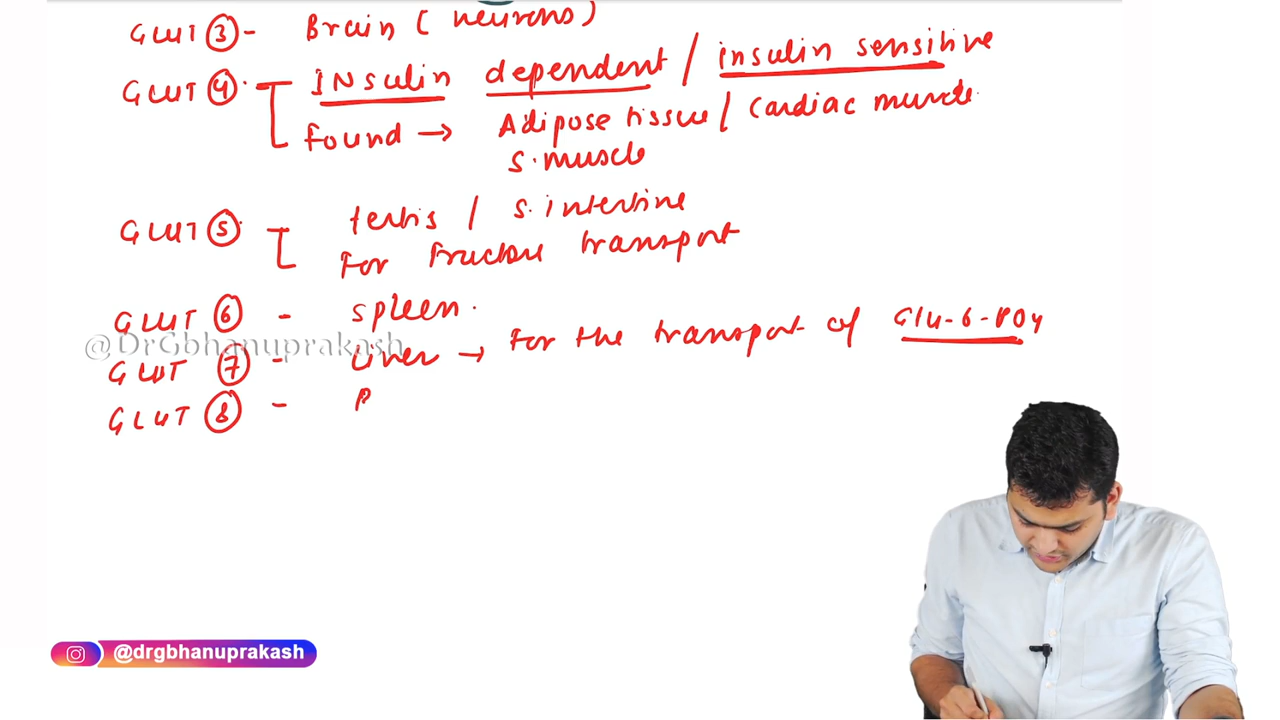 GLUT ③ - Brain ( neurons )
GLUT ④ - INSulin dependent / insulin sensitive
found → Adipose tissue / cardiac muscle
S. muscle
GLUT ⑤ - testis / S. intestine
For fructose transport
GLUT ⑥ - spleen.
GLUT ⑦ - Liver → For the transport of Glu-6-PO4
@DrGbhanuprakash
GLUT ⑧ - B
@drgbhanuprakash